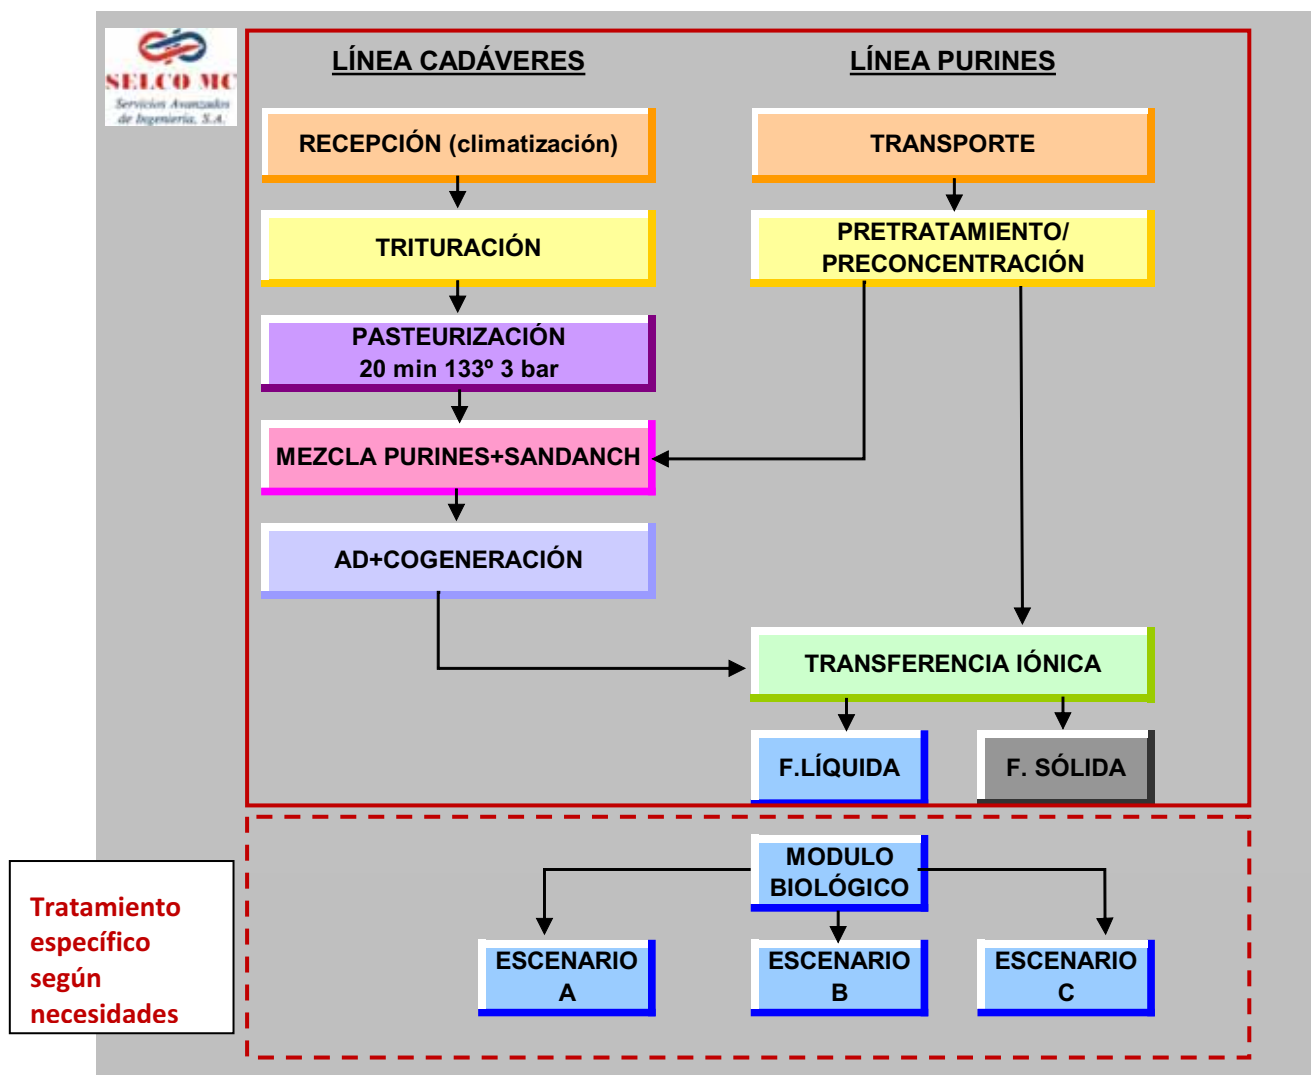 SELCO MC
Servicios Avanzados
de Ingeniería, S.A.
LÍNEA CADÁVERES
LÍNEA PURINES
RECEPCIÓN (climatización)
TRANSPORTE
TRITURACIÓN
PRETRATAMIENTO/
PRECONCENTRACIÓN
PASTEURIZACIÓN
20 min 133º 3 bar
MEZCLA PURINES+SANDANCH
AD+COGENERACIÓN
TRANSFERENCIA IÓNICA
F.LÍQUIDA
F. SÓLIDA
MODULO
BIOLÓGICO
Tratamiento
específico
según
necesidades
ESCENARIO
A
ESCENARIO
B
ESCENARIO
C